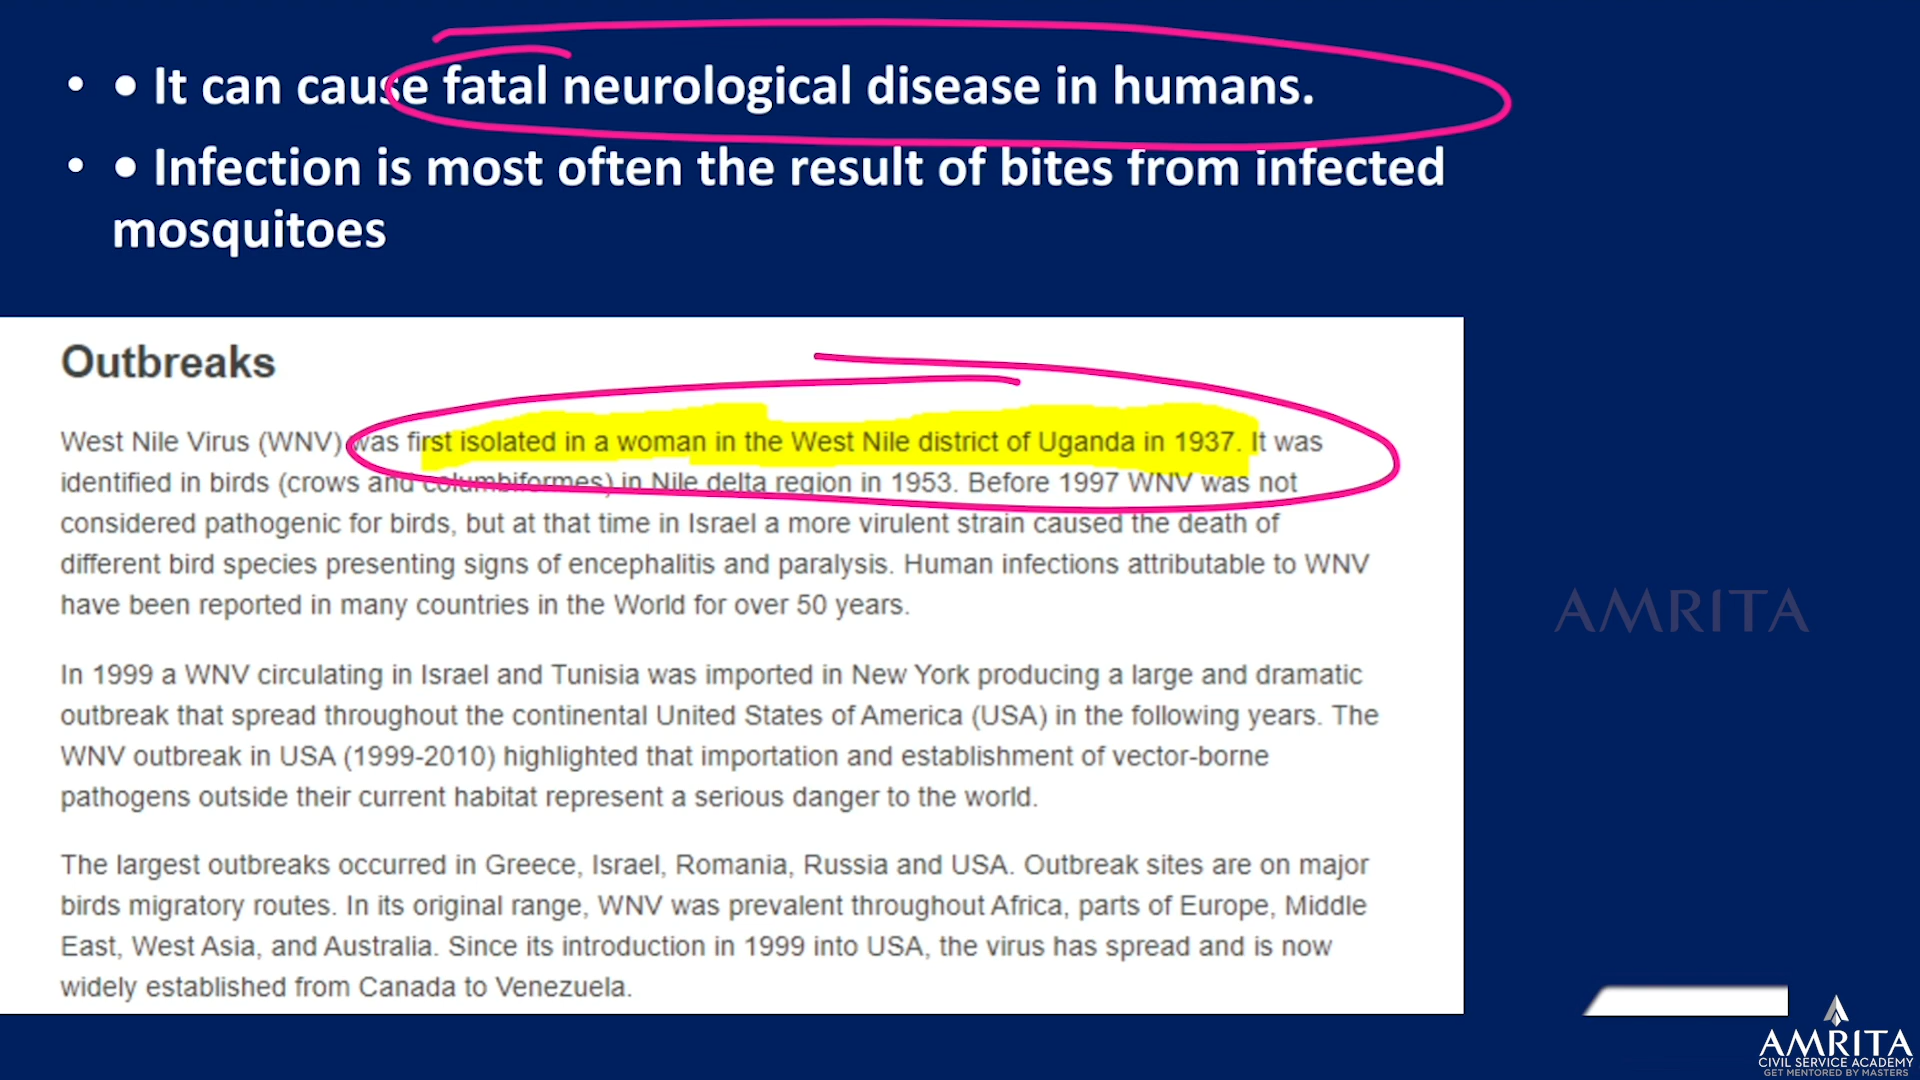 • • It can cause fatal neurological disease in humans.
• • Infection is most often the result of bites from infected
mosquitoes
Outbreaks
West Nile Virus (WNV) was first isolated in a woman in the West Nile district of Uganda in 1937. It was
identified in birds (crows and columbiformes) in Nile delta region in 1953. Before 1997 WNV was not
considered pathogenic for birds, but at that time in Israel a more virulent strain caused the death of
different bird species presenting signs of encephalitis and paralysis. Human infections attributable to WNV
have been reported in many countries in the World for over 50 years.
In 1999 a WNV circulating in Israel and Tunisia was imported in New York producing a large and dramatic
outbreak that spread throughout the continental United States of America (USA) in the following years. The
WNV outbreak in USA (1999-2010) highlighted that importation and establishment of vector-borne
pathogens outside their current habitat represent a serious danger to the world.
The largest outbreaks occurred in Greece, Israel, Romania, Russia and USA. Outbreak sites are on major
birds migratory routes. In its original range, WNV was prevalent throughout Africa, parts of Europe, Middle
East, West Asia, and Australia. Since its introduction in 1999 into USA, the virus has spread and is now
widely established from Canada to Venezuela.
AMRITA
AMRITA
CIVIL SERVICE ACADEMY
GET MENTORED BY MASTERS